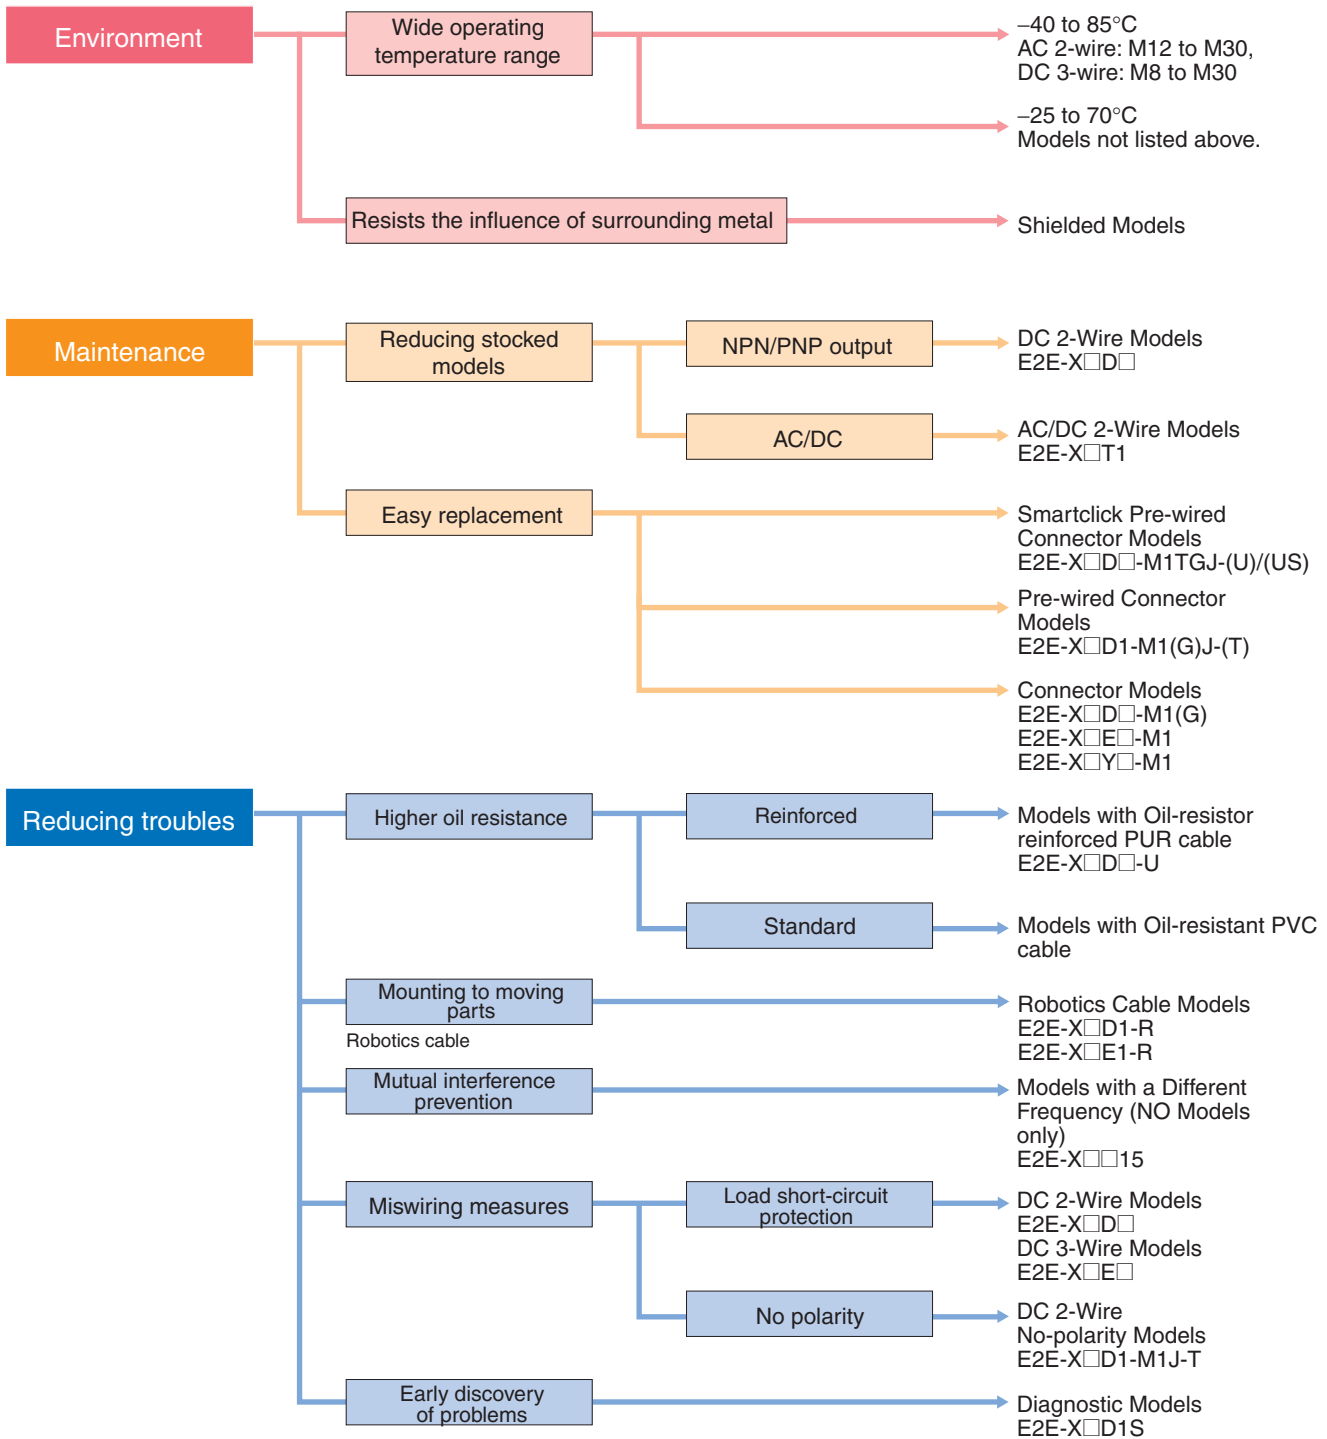 Environment
Wide operating
temperature range
–40 to 85°C
AC 2-wire: M12 to M30,
DC 3-wire: M8 to M30
–25 to 70°C
Models not listed above.
Resists the influence of surrounding metal
Shielded Models
Maintenance
Reducing stocked
models
NPN/PNP output
DC 2-Wire Models
E2E-X□D□
AC/DC
AC/DC 2-Wire Models
E2E-X□T1
Easy replacement
Smartclick Pre-wired
Connector Models
E2E-X□D□-M1TGJ-(U)/(US)
Pre-wired Connector
Models
E2E-X□D1-M1(G)J-(T)
Connector Models
E2E-X□D□-M1(G)
E2E-X□E□-M1
E2E-X□Y□-M1
Reducing troubles
Higher oil resistance
Reinforced
Models with Oil-resistor
reinforced PUR cable
E2E-X□D□-U
Standard
Models with Oil-resistant PVC
cable
Mounting to moving
parts
Robotics cable
Robotics Cable Models
E2E-X□D1-R
E2E-X□E1-R
Mutual interference
prevention
Models with a Different
Frequency (NO Models
only)
E2E-X□□15
Miswiring measures
Load short-circuit
protection
DC 2-Wire Models
E2E-X□D□
DC 3-Wire Models
E2E-X□E□
No polarity
DC 2-Wire
No-polarity Models
E2E-X□D1-M1J-T
Early discovery
of problems
Diagnostic Models
E2E-X□D1S